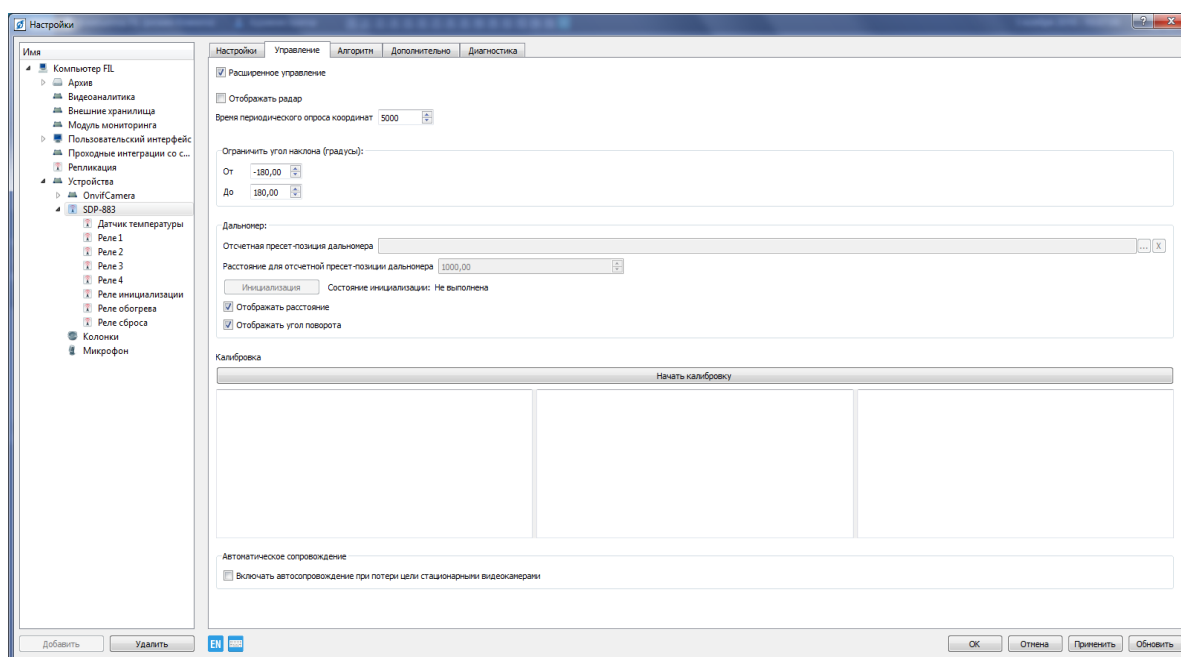 Настройки
Имя
Компьютер FIL
Архив
Видеоаналитика
Внешние хранилища
Модуль мониторинга
Пользовательский интерфейс
Проходные интеграции со с...
Репликация
Устройства
OnvifCamera
SDP-883
Датчик температуры
Реле 1
Реле 2
Реле 3
Реле 4
Реле инициализации
Реле обогрева
Реле сброса
Колонки
Микрофон
Добавить Удалить
Настройки Управление Алгоритм Дополнительно Диагностика
Расширенное управление
Отображать радар
Время периодического опроса координат 5000
Ограничить угол наклона (градусы):
От -180,00
До 180,00
Дальномер:
Отсчетная пресет-позиция дальномера ... X
Расстояние для отсчетной пресет-позиции дальномера 1000,00
Инициализация Состояние инициализации: Не выполнена
Отображать расстояние
Отображать угол поворота
Калибровка
Начать калибровку
Автоматическое сопровождение
Включать автосопровождение при потери цели стационарными видеокамерами
EN
OK Отмена Применить Обновить